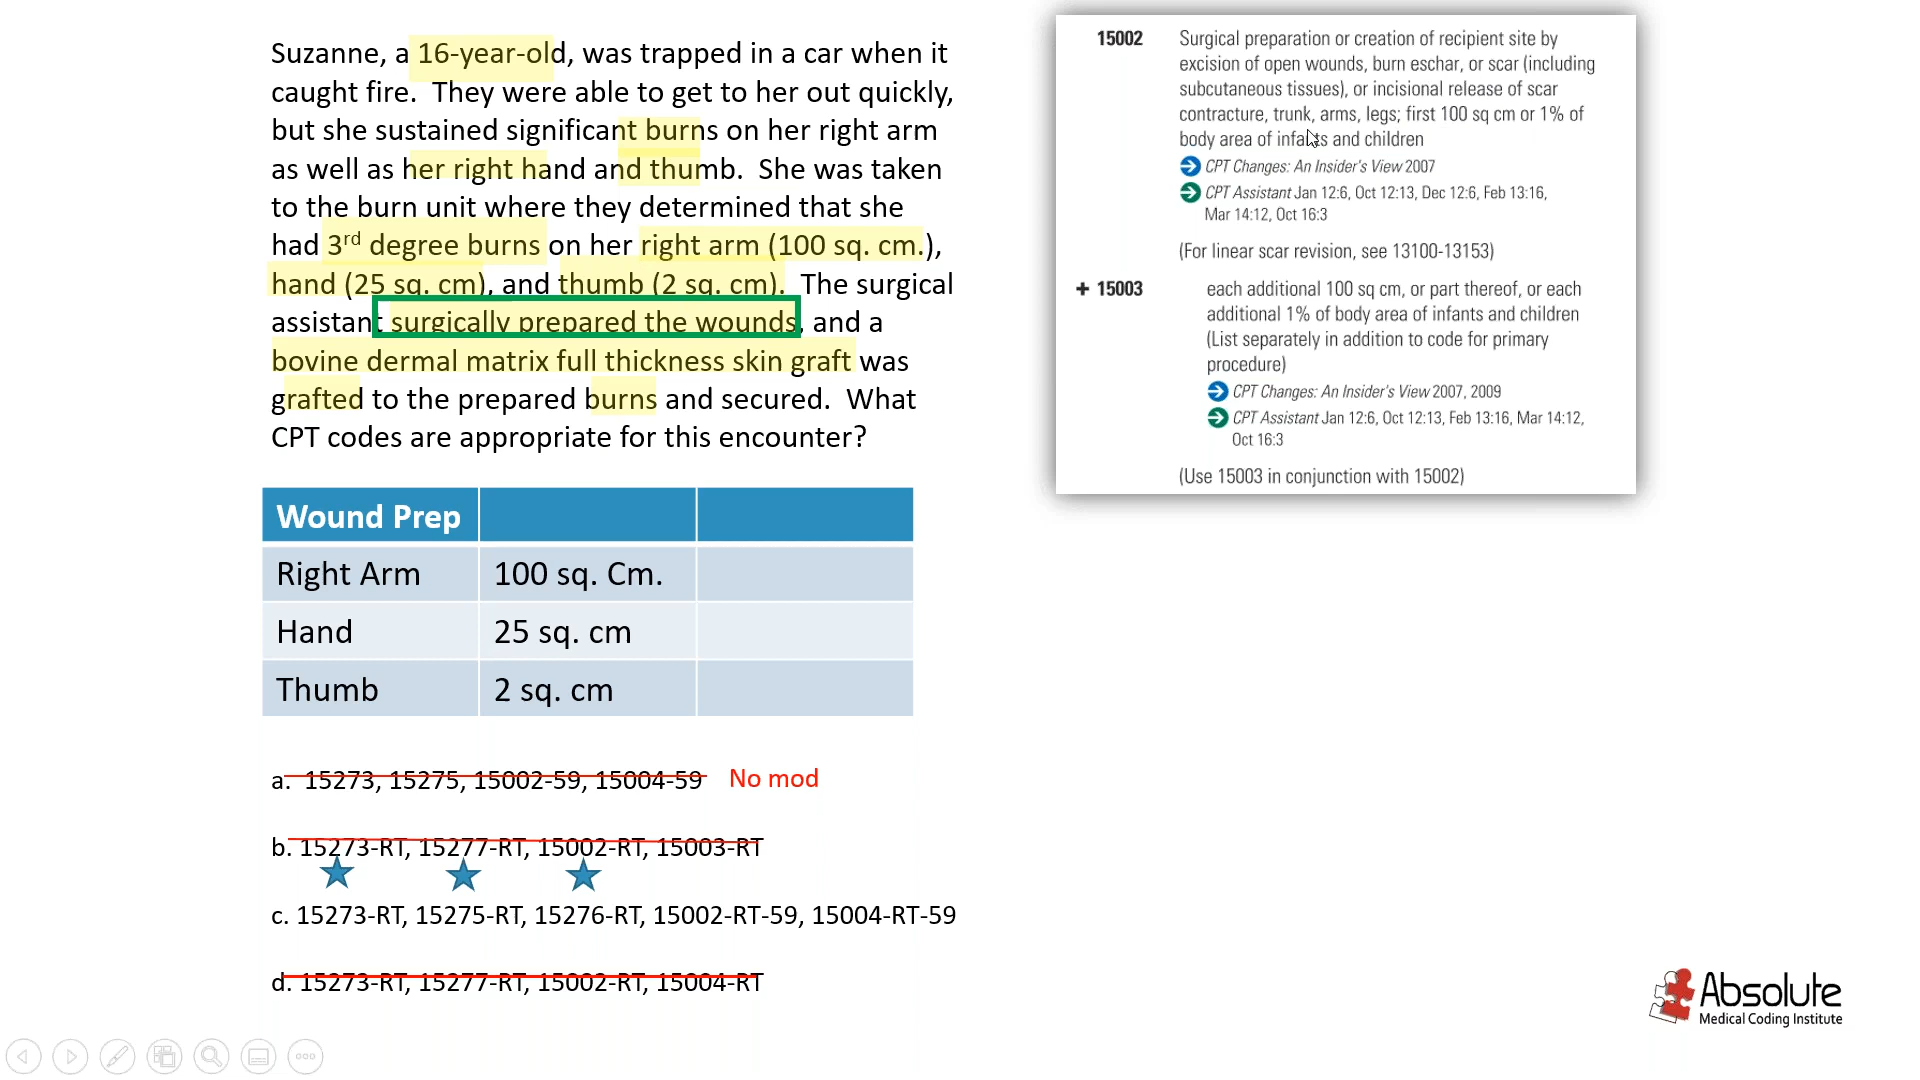 Suzanne, a 16-year-old, was trapped in a car when it
caught fire. They were able to get to her out quickly,
but she sustained significant burns on her right arm
as well as her right hand and thumb. She was taken
to the burn unit where they determined that she
had 3rd degree burns on her right arm (100 sq. cm.),
hand (25 sq. cm), and thumb (2 sq. cm). The surgical
assistant surgically prepared the wounds, and a
bovine dermal matrix full thickness skin graft was
grafted to the prepared burns and secured. What
CPT codes are appropriate for this encounter?
Wound Prep
Right Arm 100 sq. Cm.
Hand 25 sq. cm
Thumb 2 sq. cm
a. 15273, 15275, 15002-59, 15004-59 No mod
b. 15273-RT, 15277-RT, 15002-RT, 15003-RT
c. 15273-RT, 15275-RT, 15276-RT, 15002-RT-59, 15004-RT-59
d. 15273-RT, 15277-RT, 15002-RT, 15004-RT
15002 Surgical preparation or creation of recipient site by
excision of open wounds, burn eschar, or scar (including
subcutaneous tissues), or incisional release of scar
contracture, trunk, arms, legs; first 100 sq cm or 1% of
body area of infants and children
CPT Changes: An Insider's View 2007
CPT Assistant Jan 12:6, Oct 12:13, Dec 12:6, Feb 13:16,
Mar 14:12, Oct 16:3
(For linear scar revision, see 13100-13153)
+ 15003 each additional 100 sq cm, or part thereof, or each
additional 1% of body area of infants and children
(List separately in addition to code for primary
procedure)
CPT Changes: An Insider's View 2007, 2009
CPT Assistant Jan 12:6, Oct 12:13, Feb 13:16, Mar 14:12,
Oct 16:3
(Use 15003 in conjunction with 15002)
Absolute
Medical Coding Institute